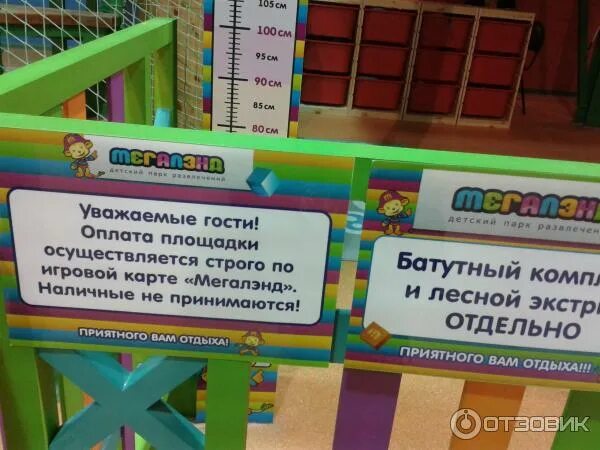 105 см
100 см
95 см
90 см
85 см
80 см
МЕГАЛЭНД
детский парк развлечений
Уважаемые гости!
Оплата площадки
осуществляется строго по
игровой карте «Мегалэнд».
Наличные не принимаются!
ПРИЯТНОГО ВАМ ОТДЫХА!
МЕГАЛЭНД
детский парк развлечений
Батутный компл
и лесной экстр
ОТДЕЛЬНО
ПРИЯТНОГО ВАМ ОТДЫХА!!!
ОТЗОВИК